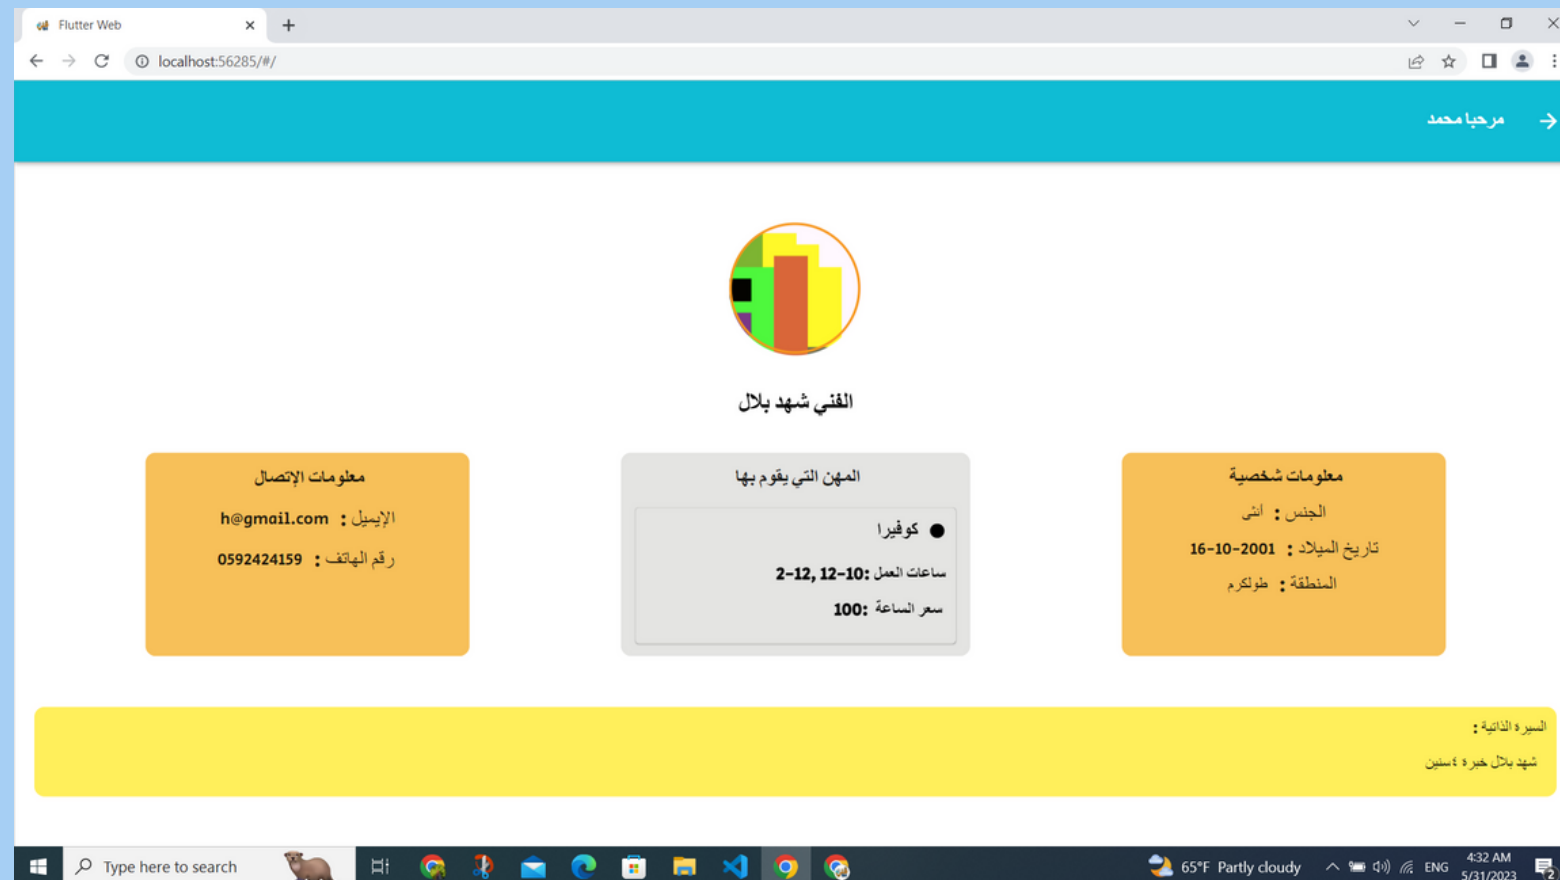 Flutter Web
localhost:56285/#/
مرحبا محمد
الفني شهد بلال
معلومات شخصية
الجنس : أنثى
تاريخ الميلاد : 16-10-2001
المنطقة : طولكرم
المهن التي يقوم بها
كوفيرا
ساعات العمل :10-12 ,12-2
سعر الساعة :100
معلومات الإتصال
الإيميل : h@gmail.com
رقم الهاتف : 0592424159
السيرة الذاتية :
شهد بلال خبرة ٤سنين
Type here to search
65°F Partly cloudy
ENG
4:32 AM
5/31/2023
2